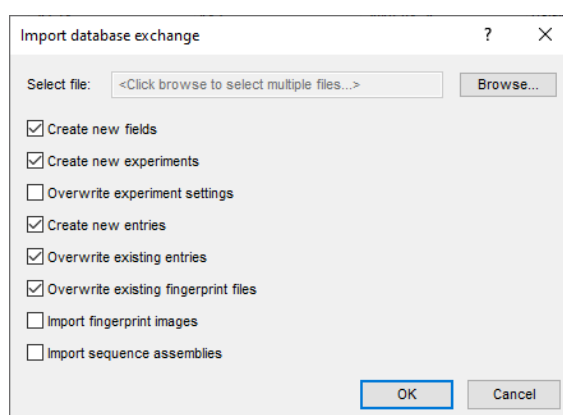 Import database exchange ?
Select file: <Click browse to select multiple files...> Browse...
Create new fields
Create new experiments
Overwrite experiment settings
Create new entries
Overwrite existing entries
Overwrite existing fingerprint files
Import fingerprint images
Import sequence assemblies
OK Cancel